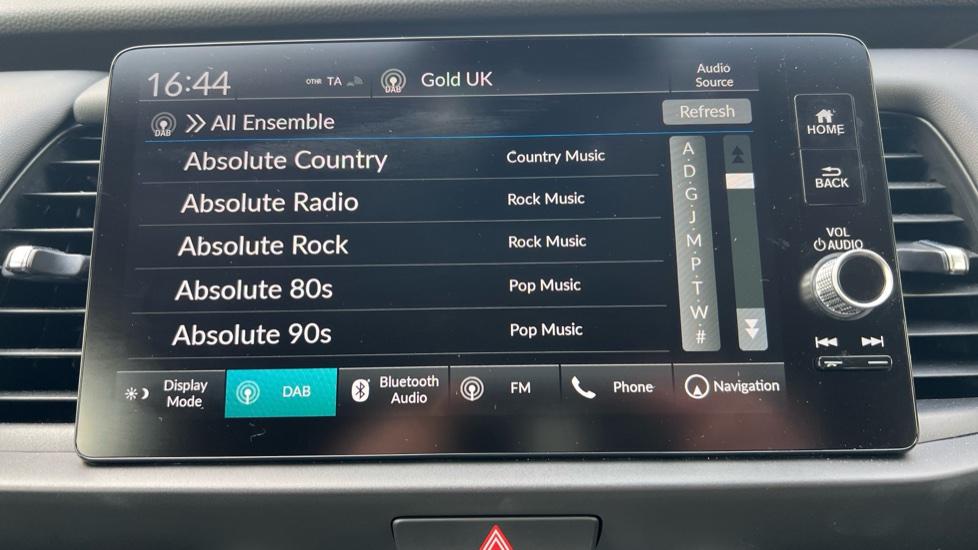 16:44 OTHR TA DAB Gold UK Audio Source
DAB >> All Ensemble Refresh
Absolute Country Country Music
Absolute Radio Rock Music
Absolute Rock Rock Music
Absolute 80s Pop Music
Absolute 90s Pop Music
A
D
G
J
M
P
T
W
#
Display Mode
DAB
Bluetooth Audio
FM
Phone
Navigation
HOME
BACK
VOL
AUDIO